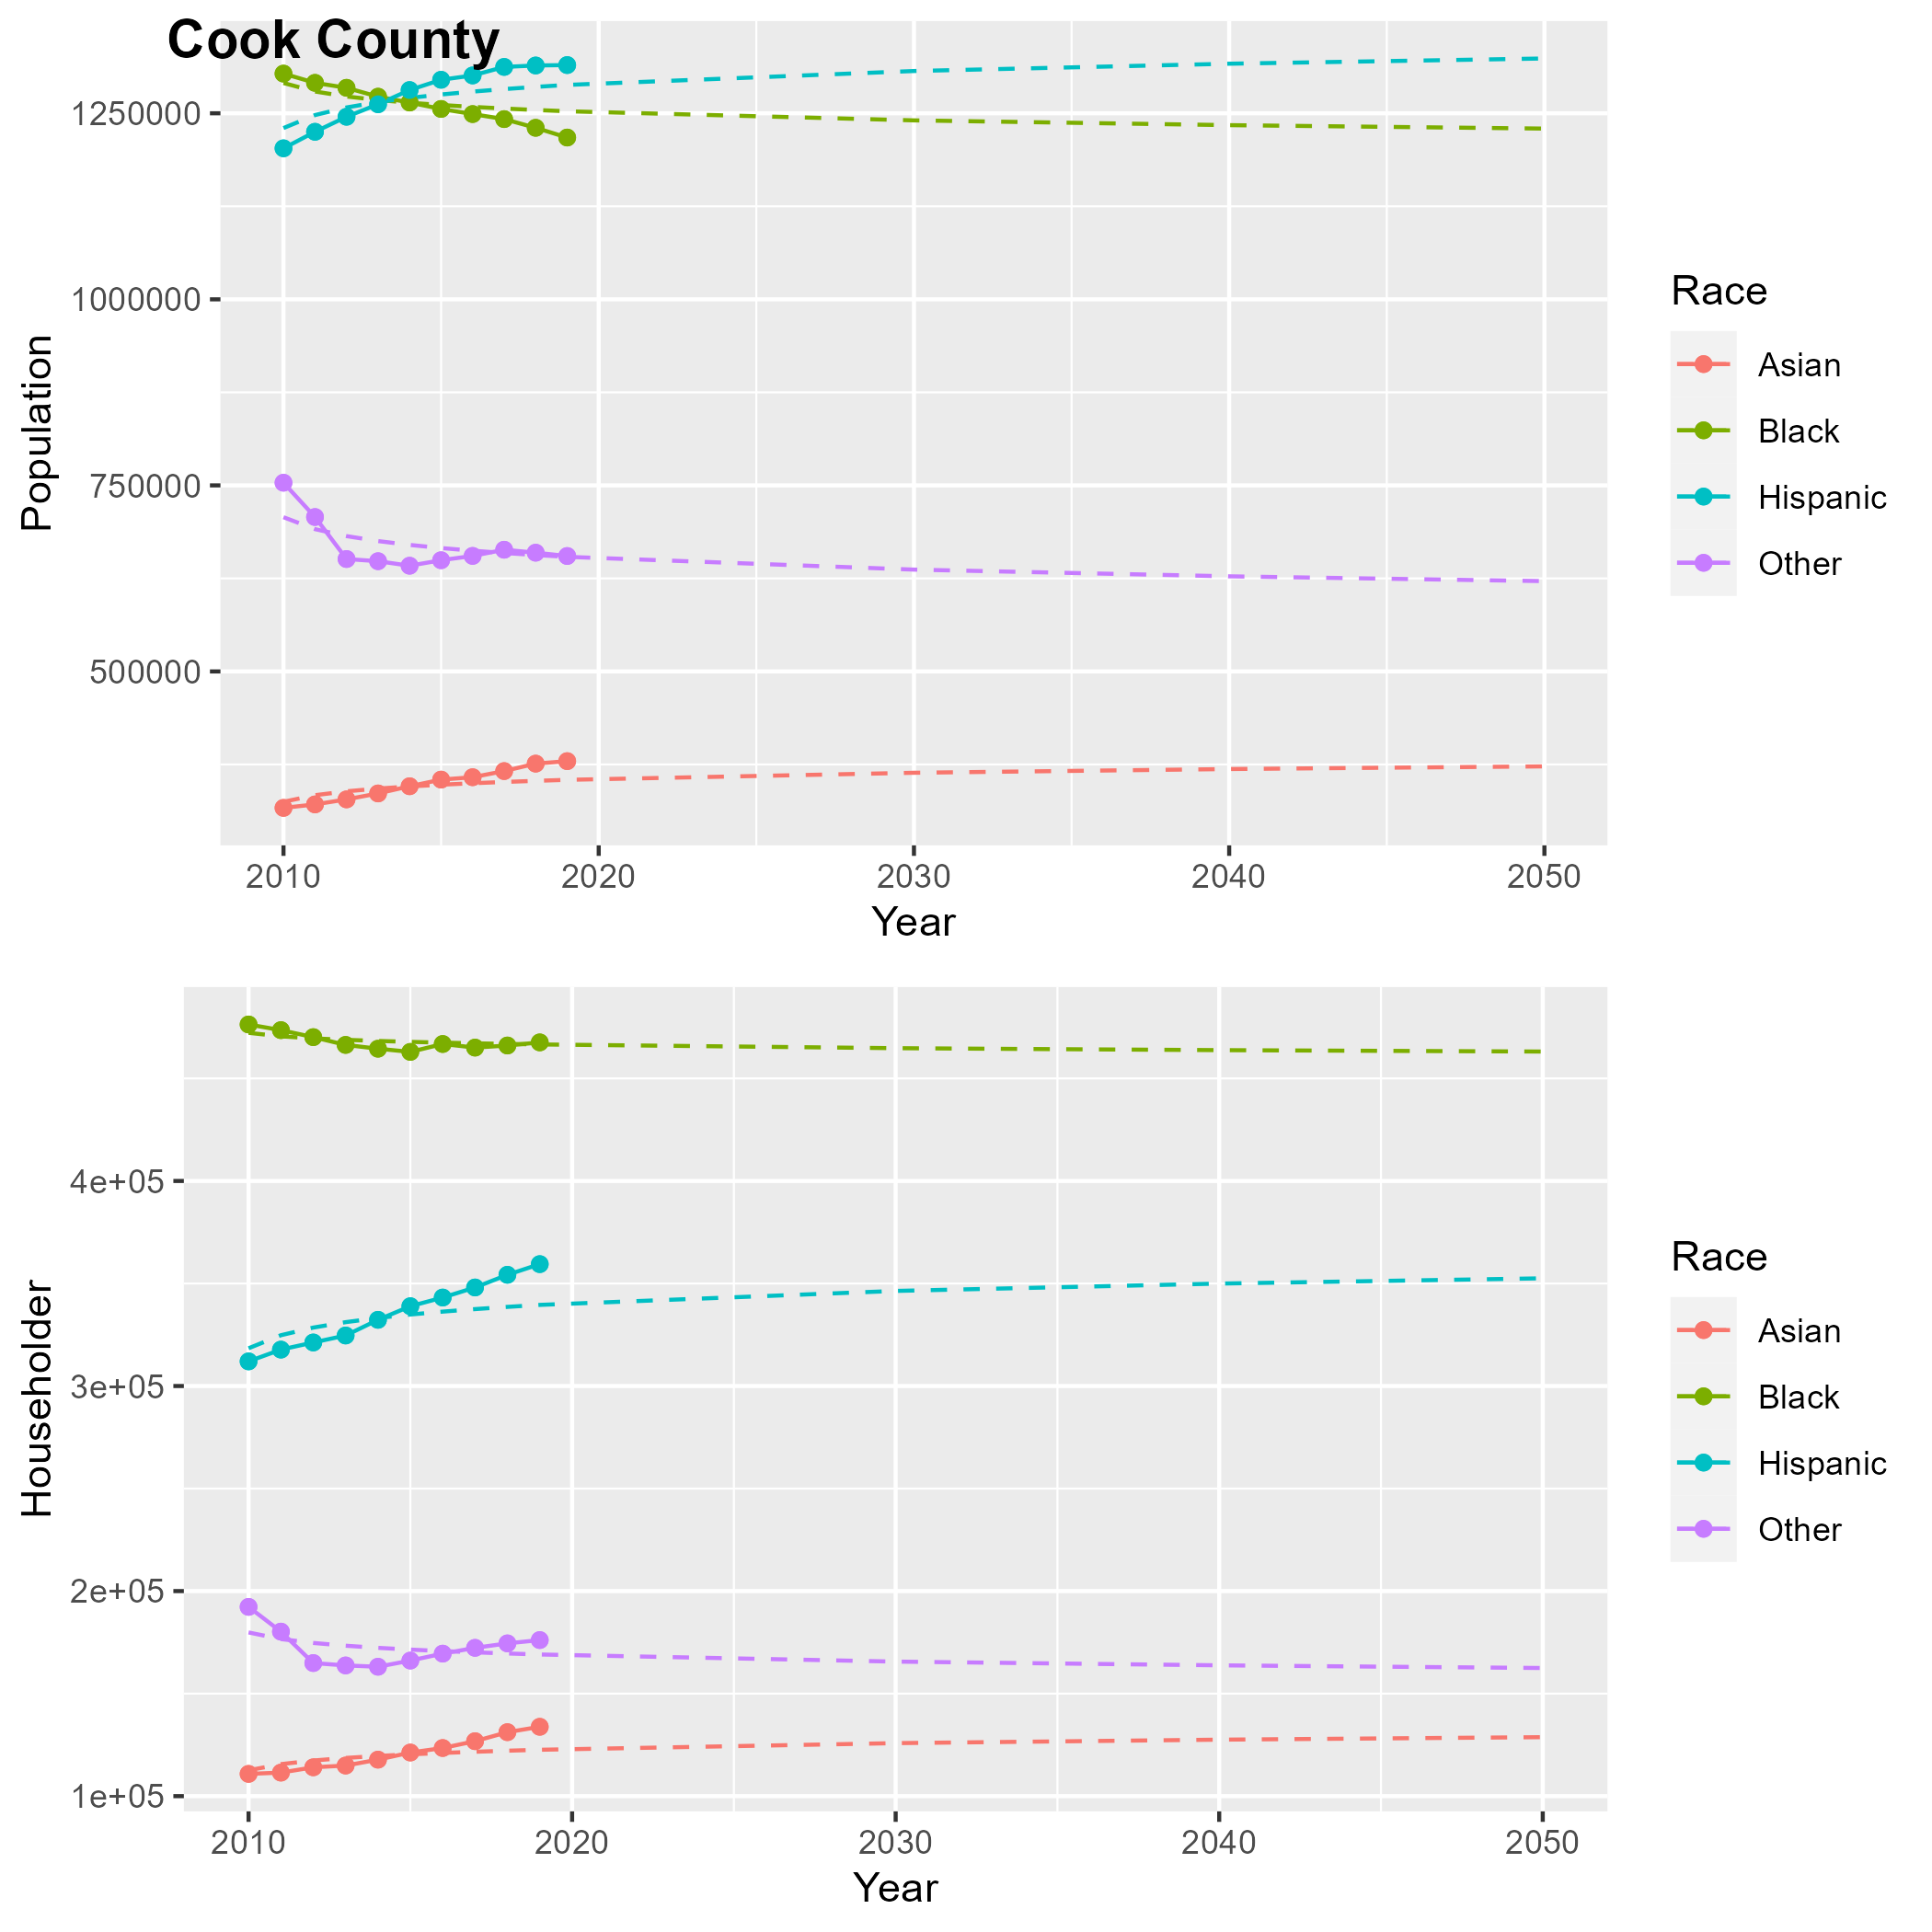 Cook County
1250000
1000000
750000
500000
Population
2010 2020 2030 2040 2050
Year
Race
Asian
Black
Hispanic
Other
4e+05
3e+05
2e+05
1e+05
Householder
2010 2020 2030 2040 2050
Year
Race
Asian
Black
Hispanic
Other